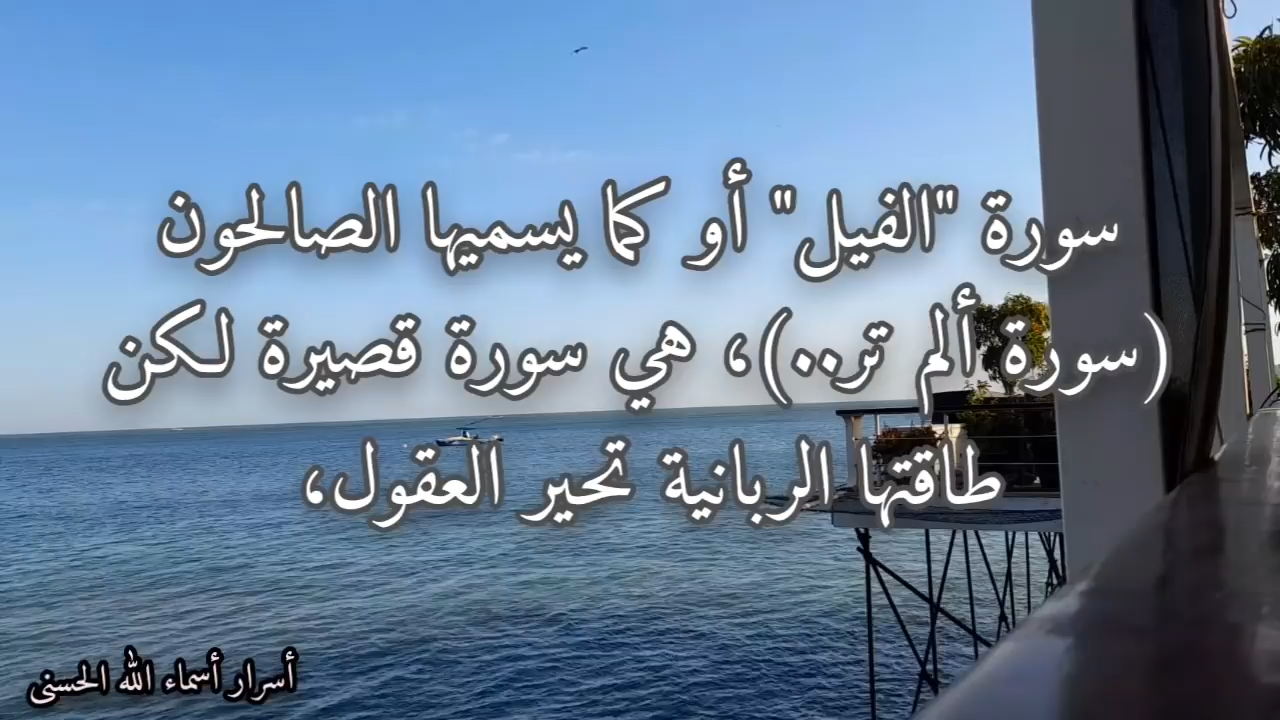 سورة "الفيل" أو كما يسميها الصالحون
(سورة ألم تر..)، هي سورة قصيرة لكن
طاقتها الربانية تحير العقول،
أسرار أسماء الله الحسنى